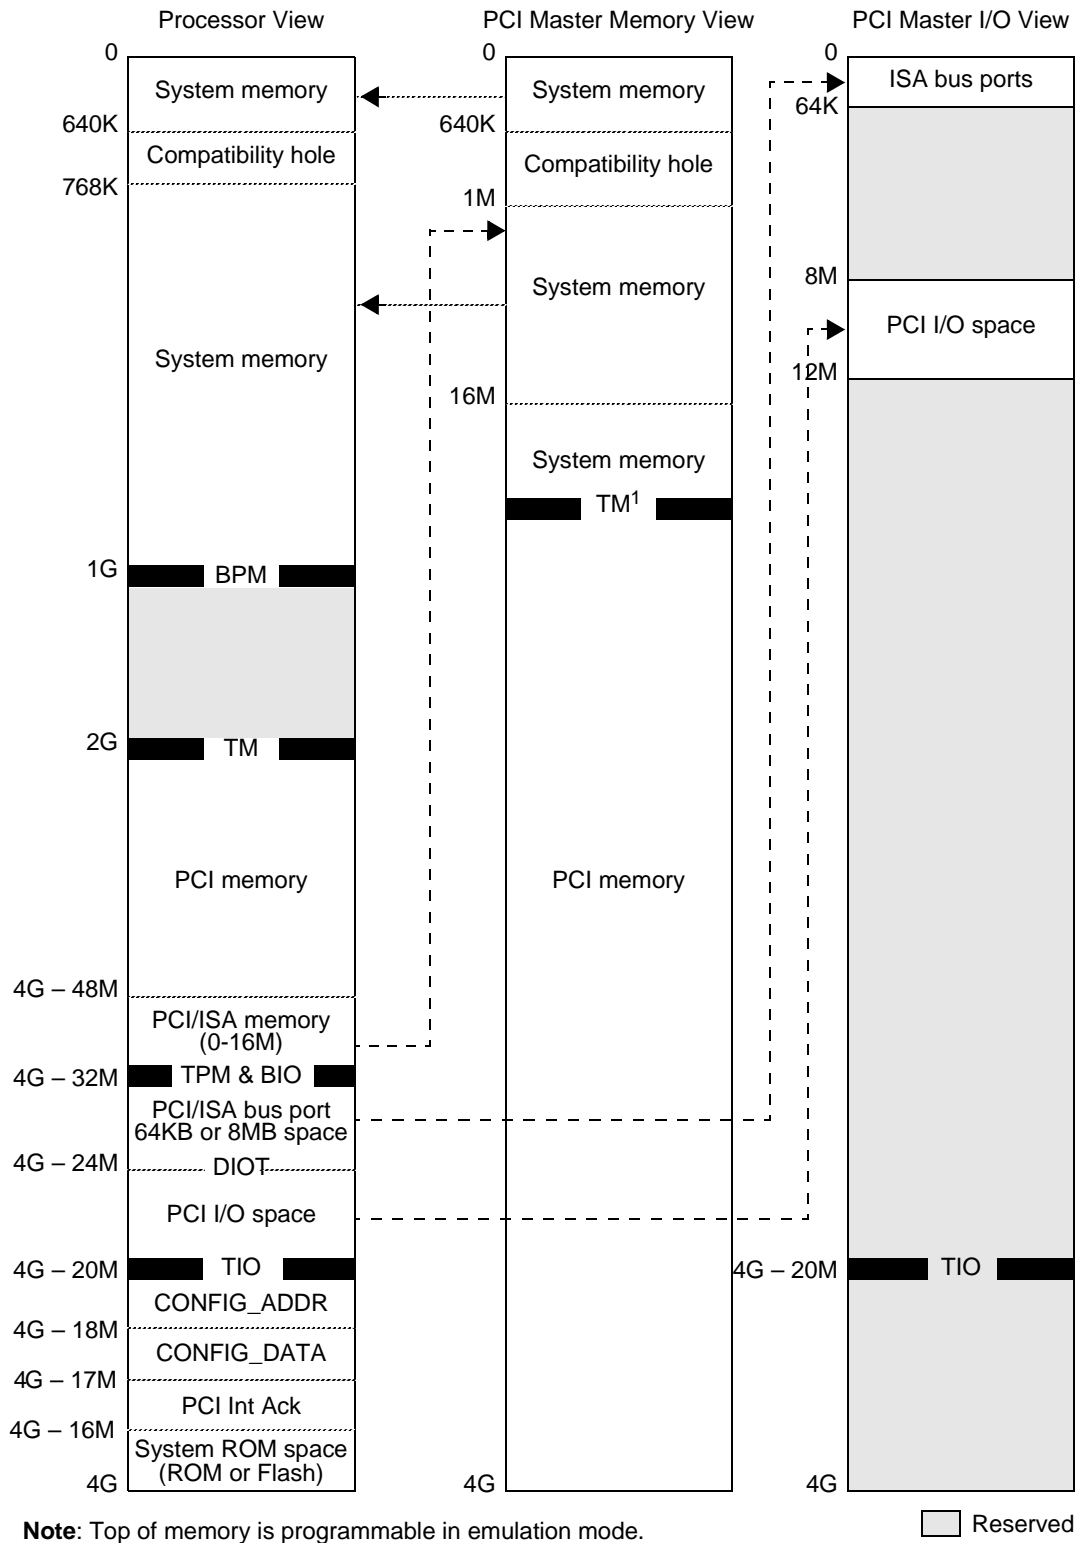 Processor View
0
System memory
640K
Compatibility hole
768K
System memory
1G
BPM
2G
TM
PCI memory
4G – 48M
PCI/ISA memory
(0-16M)
4G – 32M
TPM & BIO
PCI/ISA bus port
64KB or 8MB space
4G – 24M
DIOT
PCI I/O space
4G – 20M
TIO
CONFIG_ADDR
4G – 18M
CONFIG_DATA
4G – 17M
PCI Int Ack
4G – 16M
System ROM space
(ROM or Flash)
4G
PCI Master Memory View
0
System memory
640K
Compatibility hole
1M
System memory
16M
System memory
TM¹
PCI memory
4G
PCI Master I/O View
0
ISA bus ports
64K
8M
PCI I/O space
12M
4G – 20M
TIO
4G
Note: Top of memory is programmable in emulation mode.
Reserved